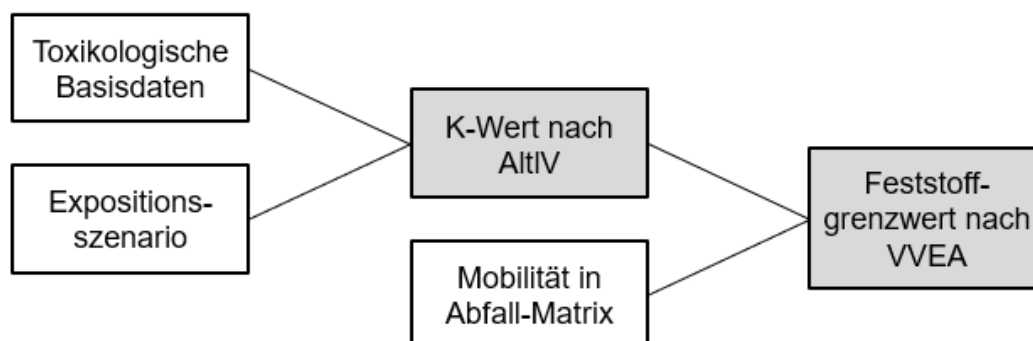 Toxikologische
Basisdaten
Expositions-
szenario
K-Wert nach
AltlV
Mobilität in
Abfall-Matrix
Feststoff-
grenzwert nach
VVEA